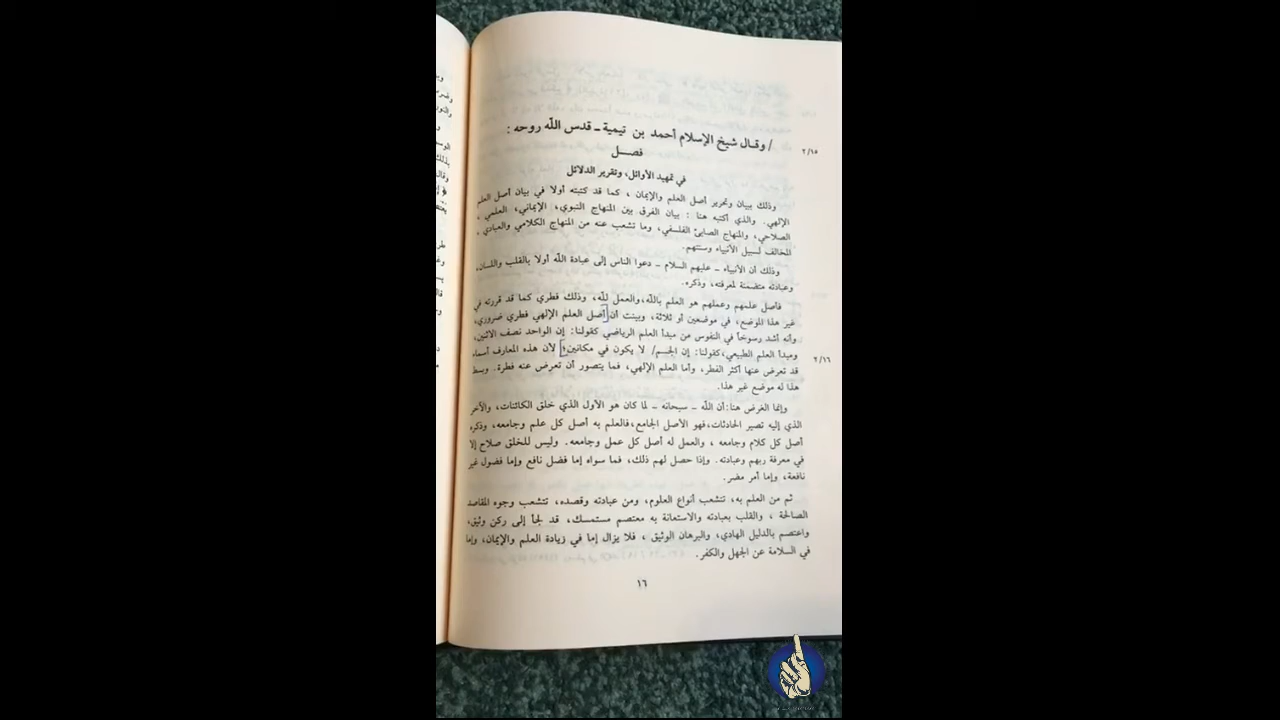 / وقال شيخ الإسلام أحمد بن تيمية ـ قدس الله روحه :
٢/١٥
فصــل
في تمهيد الأوائل، وتقرير الدلائل
وذلك ببيان وتحرير أصل العلم والإيمان ، كما قد كتبته أولا في بيان أصل العلم
الإلهي. والذي أكتبه هنا : بيان الفرق بين المنهاج النبوي، الإيماني، العلمي ،
الصلاحي، والمنهاج الصابئ الفلسفي، وما تشعب عنه من المنهاج الكلامي والعبادي ،
المخالف لسبيل الأنبياء وسنتهم.
وذلك أن الأنبياء ـ عليهم السلام ـ دعوا الناس إلى عبادة الله أولا بالقلب واللسان،
وعبادته متضمنة لمعرفته، وذكره.
فأصل علمهم وعملهم هو العلم بالله،والعمل لله، وذلك فطري كما قد قررته في
غير هذا الموضع، في موضعين أو ثلاثة، وبينت أن [أصل العلم الإلهي فطري ضروري،
وأنه أشد رسوخاً في النفوس من مبدأ العلم الرياضي كقولنا: إن الواحد نصف الاثنين،
ومبدأ العلم الطبيعي،كقولنا: إن الجسم/ لا يكون في مكانين؛] لأن هذه المعارف أسماء
٢/١٦
قد تعرض عنها أكثر الفطر، وأما العلم الإلهي، فما يتصور أن تعرض عنه فطرة. وبسط
هذا له موضع غير هذا.
وإنما الغرض هنا:أن الله ـ سبحانه ـ لما كان هو الأول الذي خلق الكائنات، والآخر
الذي إليه تصير الحادثات،فهو الأصل الجامع،فالعلم به أصل كل علم وجامعه، وذكره
أصل كل كلام وجامعه ، والعمل له أصل كل عمل وجامعه. وليس للخلق صلاح إلا
في معرفة ربهم وعبادته. وإذا حصل لهم ذلك، فما سواه إما فضل نافع وإما فضول غير
نافعة، وإما أمر مضر.
ثم من العلم به، تتشعب أنواع العلوم، ومن عبادته وقصده، تتشعب وجوه المقاصد
الصالحة ، والقلب بعبادته والاستعانة به معتصم مستمسك، قد لجأ إلى ركن وثيق،
واعتصم بالدليل الهادي، والبرهان الوثيق ، فلا يزال إما في زيادة العلم والإيمان، وإما
في السلامة عن الجهل والكفر.
١٦